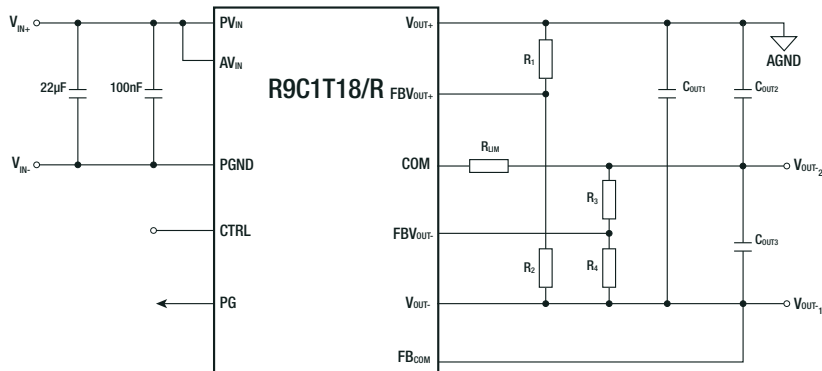 VIN+
PVIN
VOUT+
R1
AGND
AVIN
22µF
100nF
R9C1T18/R
FBVOUT+
COUT1
COUT2
RLIM
VIN-
PGND
COM
VOUT-2
R3
CTRL
FBVOUT-
COUT3
R2
R4
PG
VOUT-
VOUT-1
FBCOM